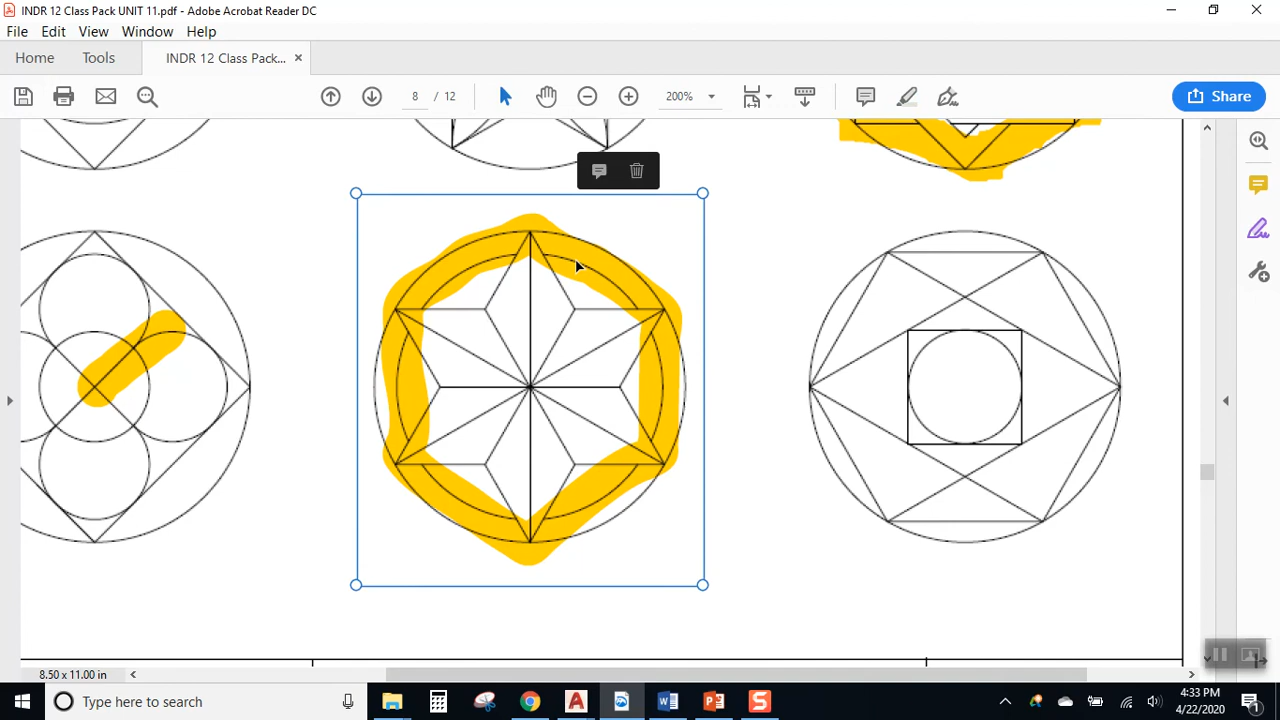 INDR 12 Class Pack UNIT 11.pdf - Adobe Acrobat Reader DC
File Edit View Window Help
Home Tools INDR 12 Class Pack... ×
8 / 12 200%
Share
8.50 x 11.00 in
Type here to search
4:33 PM
4/22/2020
1